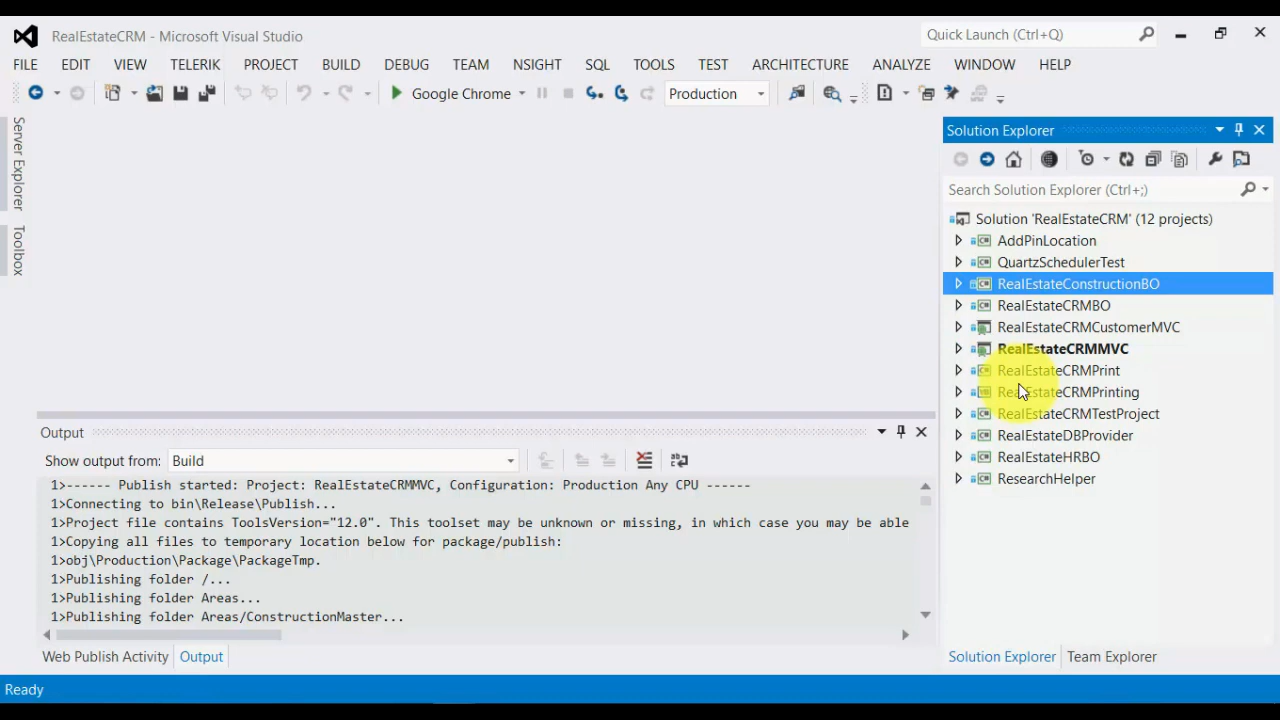 RealEstateCRM - Microsoft Visual Studio
Quick Launch (Ctrl+Q)
FILE EDIT VIEW TELERIK PROJECT BUILD DEBUG TEAM NSIGHT SQL TOOLS TEST ARCHITECTURE ANALYZE WINDOW HELP
Google Chrome Production
Server Explorer
Toolbox
Solution Explorer
Search Solution Explorer (Ctrl+;)
Solution 'RealEstateCRM' (12 projects)
AddPinLocation
QuartzSchedulerTest
RealEstateConstructionBO
RealEstateCRMBO
RealEstateCRMCustomerMVC
RealEstateCRMMVC
RealEstateCRMPrint
RealEstateCRMPrinting
RealEstateCRMTestProject
RealEstateDBProvider
RealEstateHRBO
ResearchHelper
Solution Explorer Team Explorer
Output
Show output from: Build
1>------ Publish started: Project: RealEstateCRMMVC, Configuration: Production Any CPU ------
1>Connecting to bin\Release\Publish...
1>Project file contains ToolsVersion="12.0". This toolset may be unknown or missing, in which case you may be able
1>Copying all files to temporary location below for package/publish:
1>obj\Production\Package\PackageTmp.
1>Publishing folder /...
1>Publishing folder Areas...
1>Publishing folder Areas/ConstructionMaster...
Web Publish Activity Output
Ready